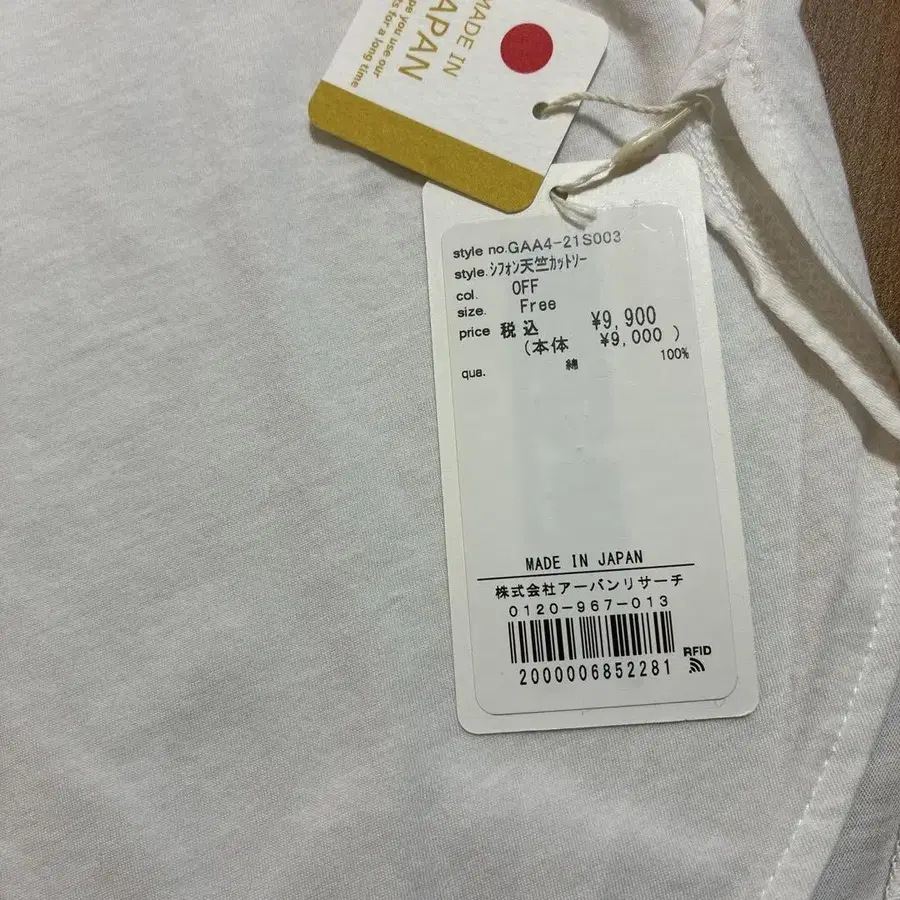 MADE IN
JAPAN
pe you use our
ts for a long time
style no.GAA4-21S003
style.シフォン天竺カットソー
col. OFF
size. Free
price 税込 ¥9,900
(本体 ¥9,000 )
qua. 綿 100%
MADE IN JAPAN
株式会社アーバンリサーチ
0120-967-013
RFID
2000006852281